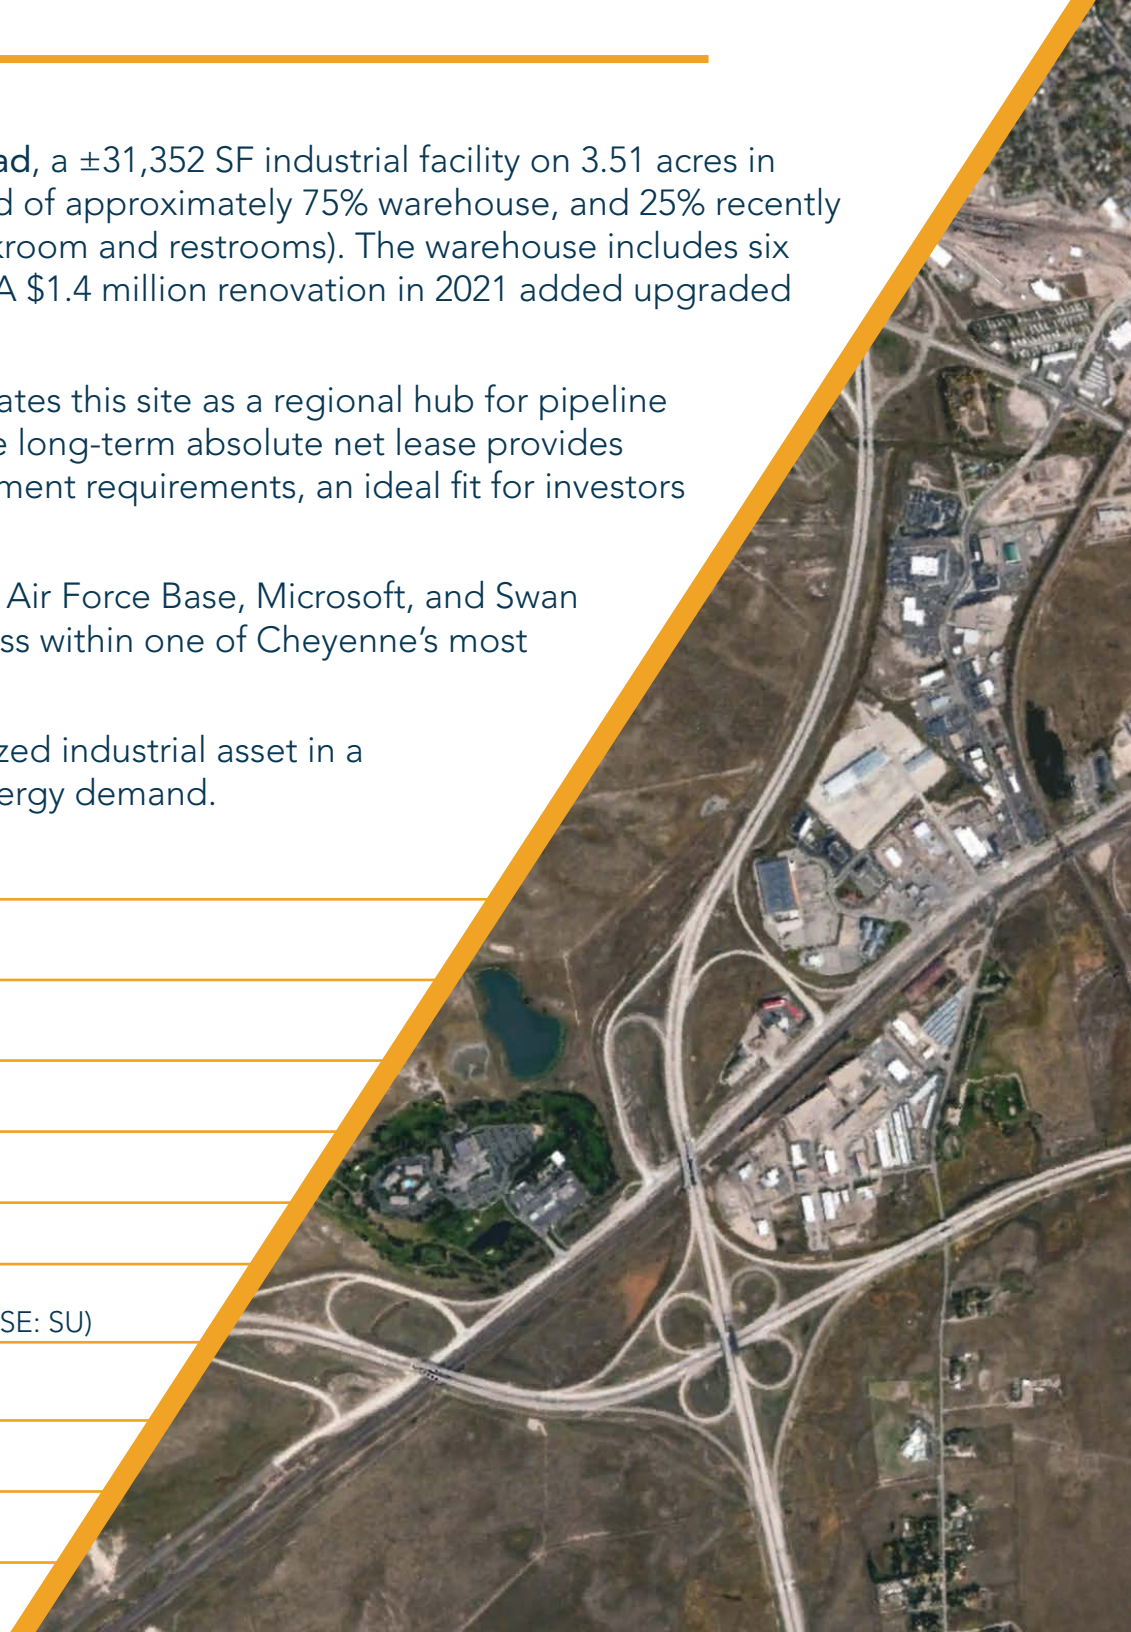 ad, a ±31,352 SF industrial facility on 3.51 acres in
d of approximately 75% warehouse, and 25% recently
kroom and restrooms). The warehouse includes six
A $1.4 million renovation in 2021 added upgraded
ates this site as a regional hub for pipeline
e long-term absolute net lease provides
ment requirements, an ideal fit for investors
Air Force Base, Microsoft, and Swan
ss within one of Cheyenne’s most
zed industrial asset in a
ergy demand.
SE: SU)